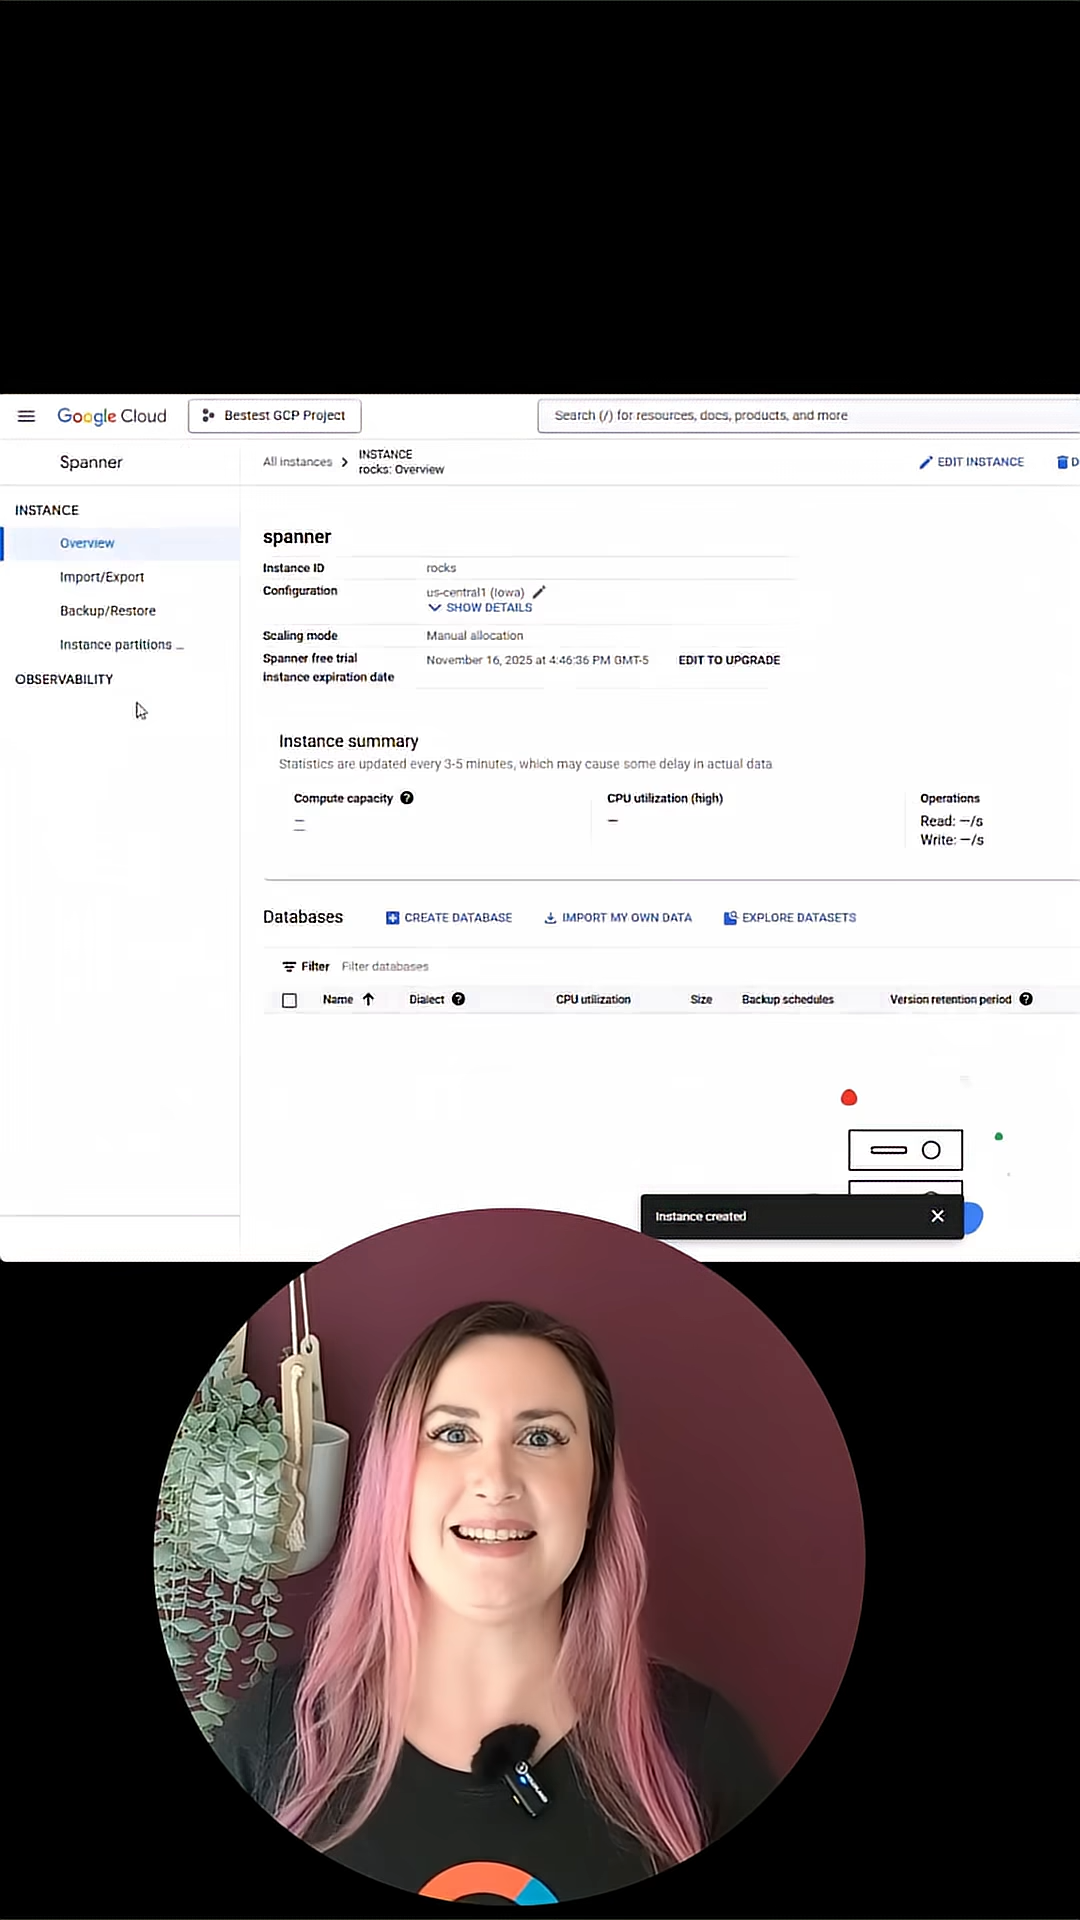 Google Cloud
Bestest GCP Project
Search (/) for resources, docs, products, and more
Spanner
All instances
INSTANCE
rocks: Overview
EDIT INSTANCE
D
INSTANCE
Overview
Import/Export
Backup/Restore
Instance partitions ...
OBSERVABILITY
spanner
Instance ID rocks
Configuration us-central1 (Iowa)
SHOW DETAILS
Scaling mode Manual allocation
Spanner free trial instance expiration date November 16, 2025 at 4:46:36 PM GMT-5 EDIT TO UPGRADE
Instance summary
Statistics are updated every 3-5 minutes, which may cause some delay in actual data
Compute capacity ?
—
CPU utilization (high)
—
Operations
Read: —/s
Write: —/s
Databases CREATE DATABASE IMPORT MY OWN DATA EXPLORE DATASETS
Filter Filter databases
Name Dialect ? CPU utilization Size Backup schedules Version retention period ?
Instance created